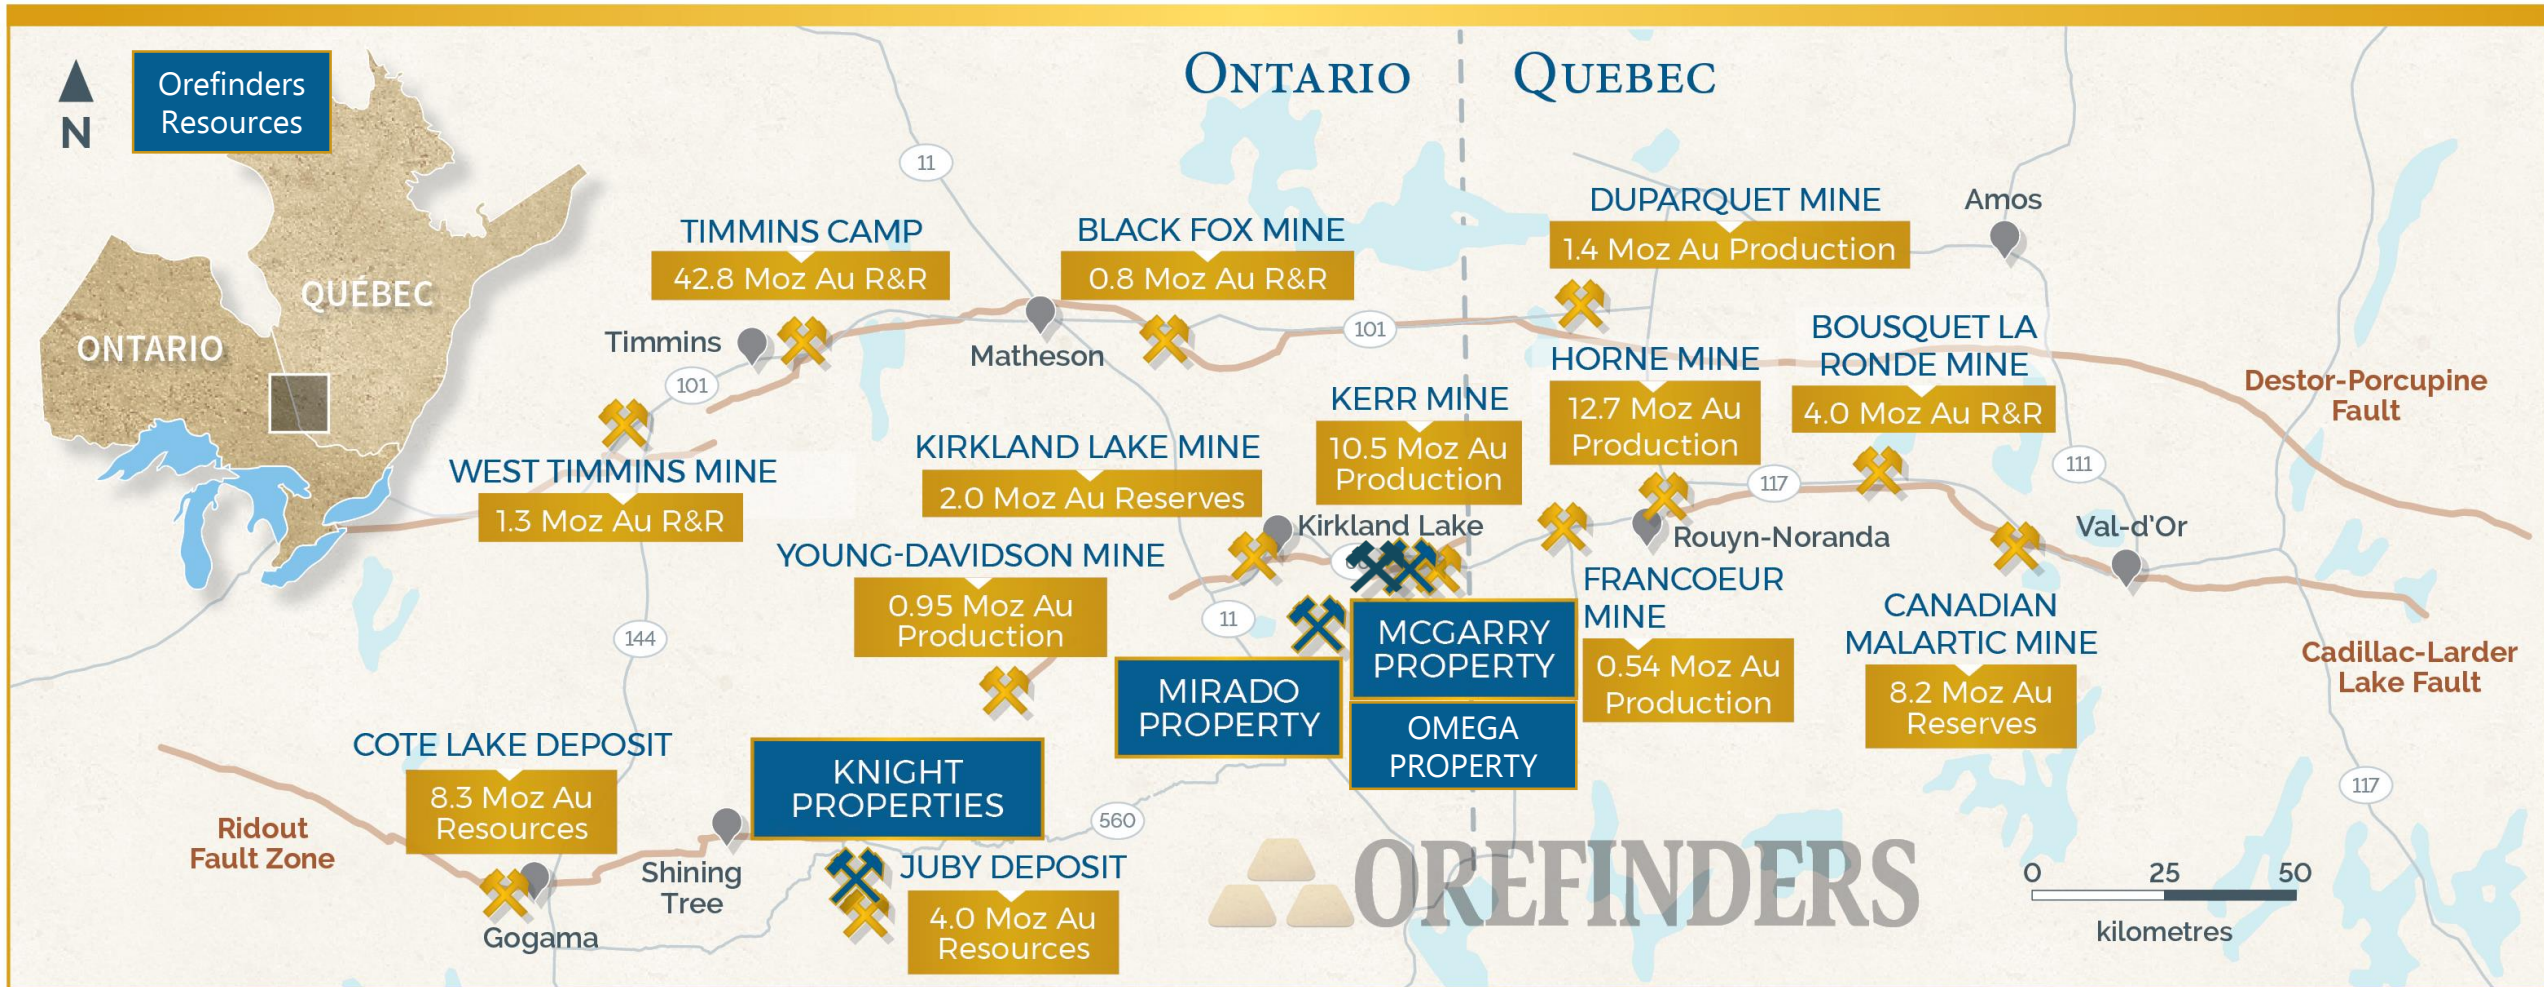 ONTARIO
QUEBEC
N
Orefinders
Resources
QUÉBEC
ONTARIO
11
TIMMINS CAMP
42.8 Moz Au R&R
BLACK FOX MINE
0.8 Moz Au R&R
DUPARQUET MINE
1.4 Moz Au Production
Amos
Timmins
Matheson
101
101
HORNE MINE
12.7 Moz Au
Production
BOUSQUET LA
RONDE MINE
4.0 Moz Au R&R
Destor-Porcupine
Fault
WEST TIMMINS MINE
1.3 Moz Au R&R
KIRKLAND LAKE MINE
2.0 Moz Au Reserves
KERR MINE
10.5 Moz Au
Production
117
111
Kirkland Lake
Rouyn-Noranda
Val-d'Or
YOUNG-DAVIDSON MINE
0.95 Moz Au
Production
11
144
FRANCOEUR
MINE
0.54 Moz Au
Production
CANADIAN
MALARTIC MINE
8.2 Moz Au
Reserves
Cadillac-Larder
Lake Fault
MIRADO
PROPERTY
MCGARRY
PROPERTY
OMEGA
PROPERTY
COTE LAKE DEPOSIT
8.3 Moz Au
Resources
KNIGHT
PROPERTIES
Ridout
Fault Zone
560
117
Shining
Tree
Gogama
JUBY DEPOSIT
4.0 Moz Au
Resources
OREFINDERS
0 25 50
kilometres